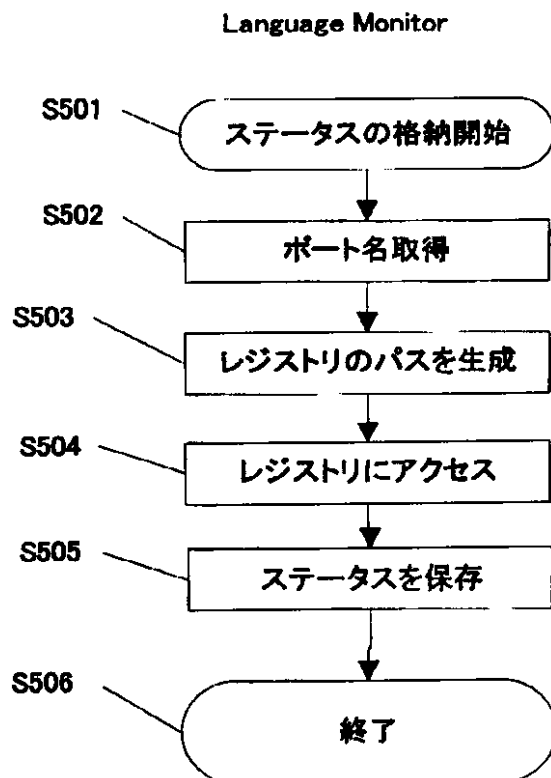 Language Monitor
S501
ステータスの格納開始
S502
ポート名取得
S503
レジストリのパスを生成
S504
レジストリにアクセス
S505
ステータスを保存
S506
終了